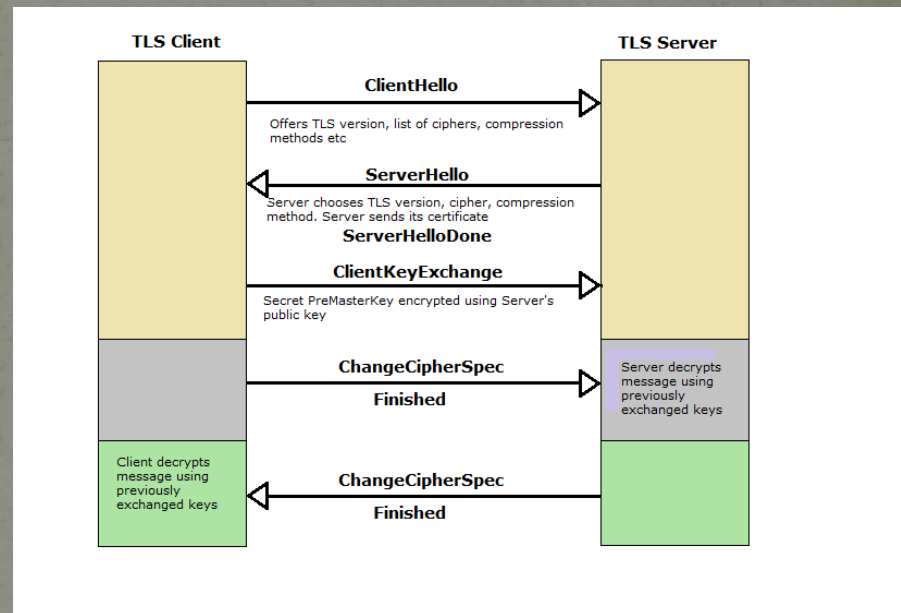 TLS Client
TLS Server
ClientHello
Offers TLS version, list of ciphers, compression
methods etc
ServerHello
Server chooses TLS version, cipher, compression
method. Server sends its certificate
ServerHelloDone
ClientKeyExchange
Secret PreMasterKey encrypted using Server's
public key
ChangeCipherSpec
Finished
Server decrypts
message using
previously
exchanged keys
Client decrypts
message using
previously
exchanged keys
ChangeCipherSpec
Finished